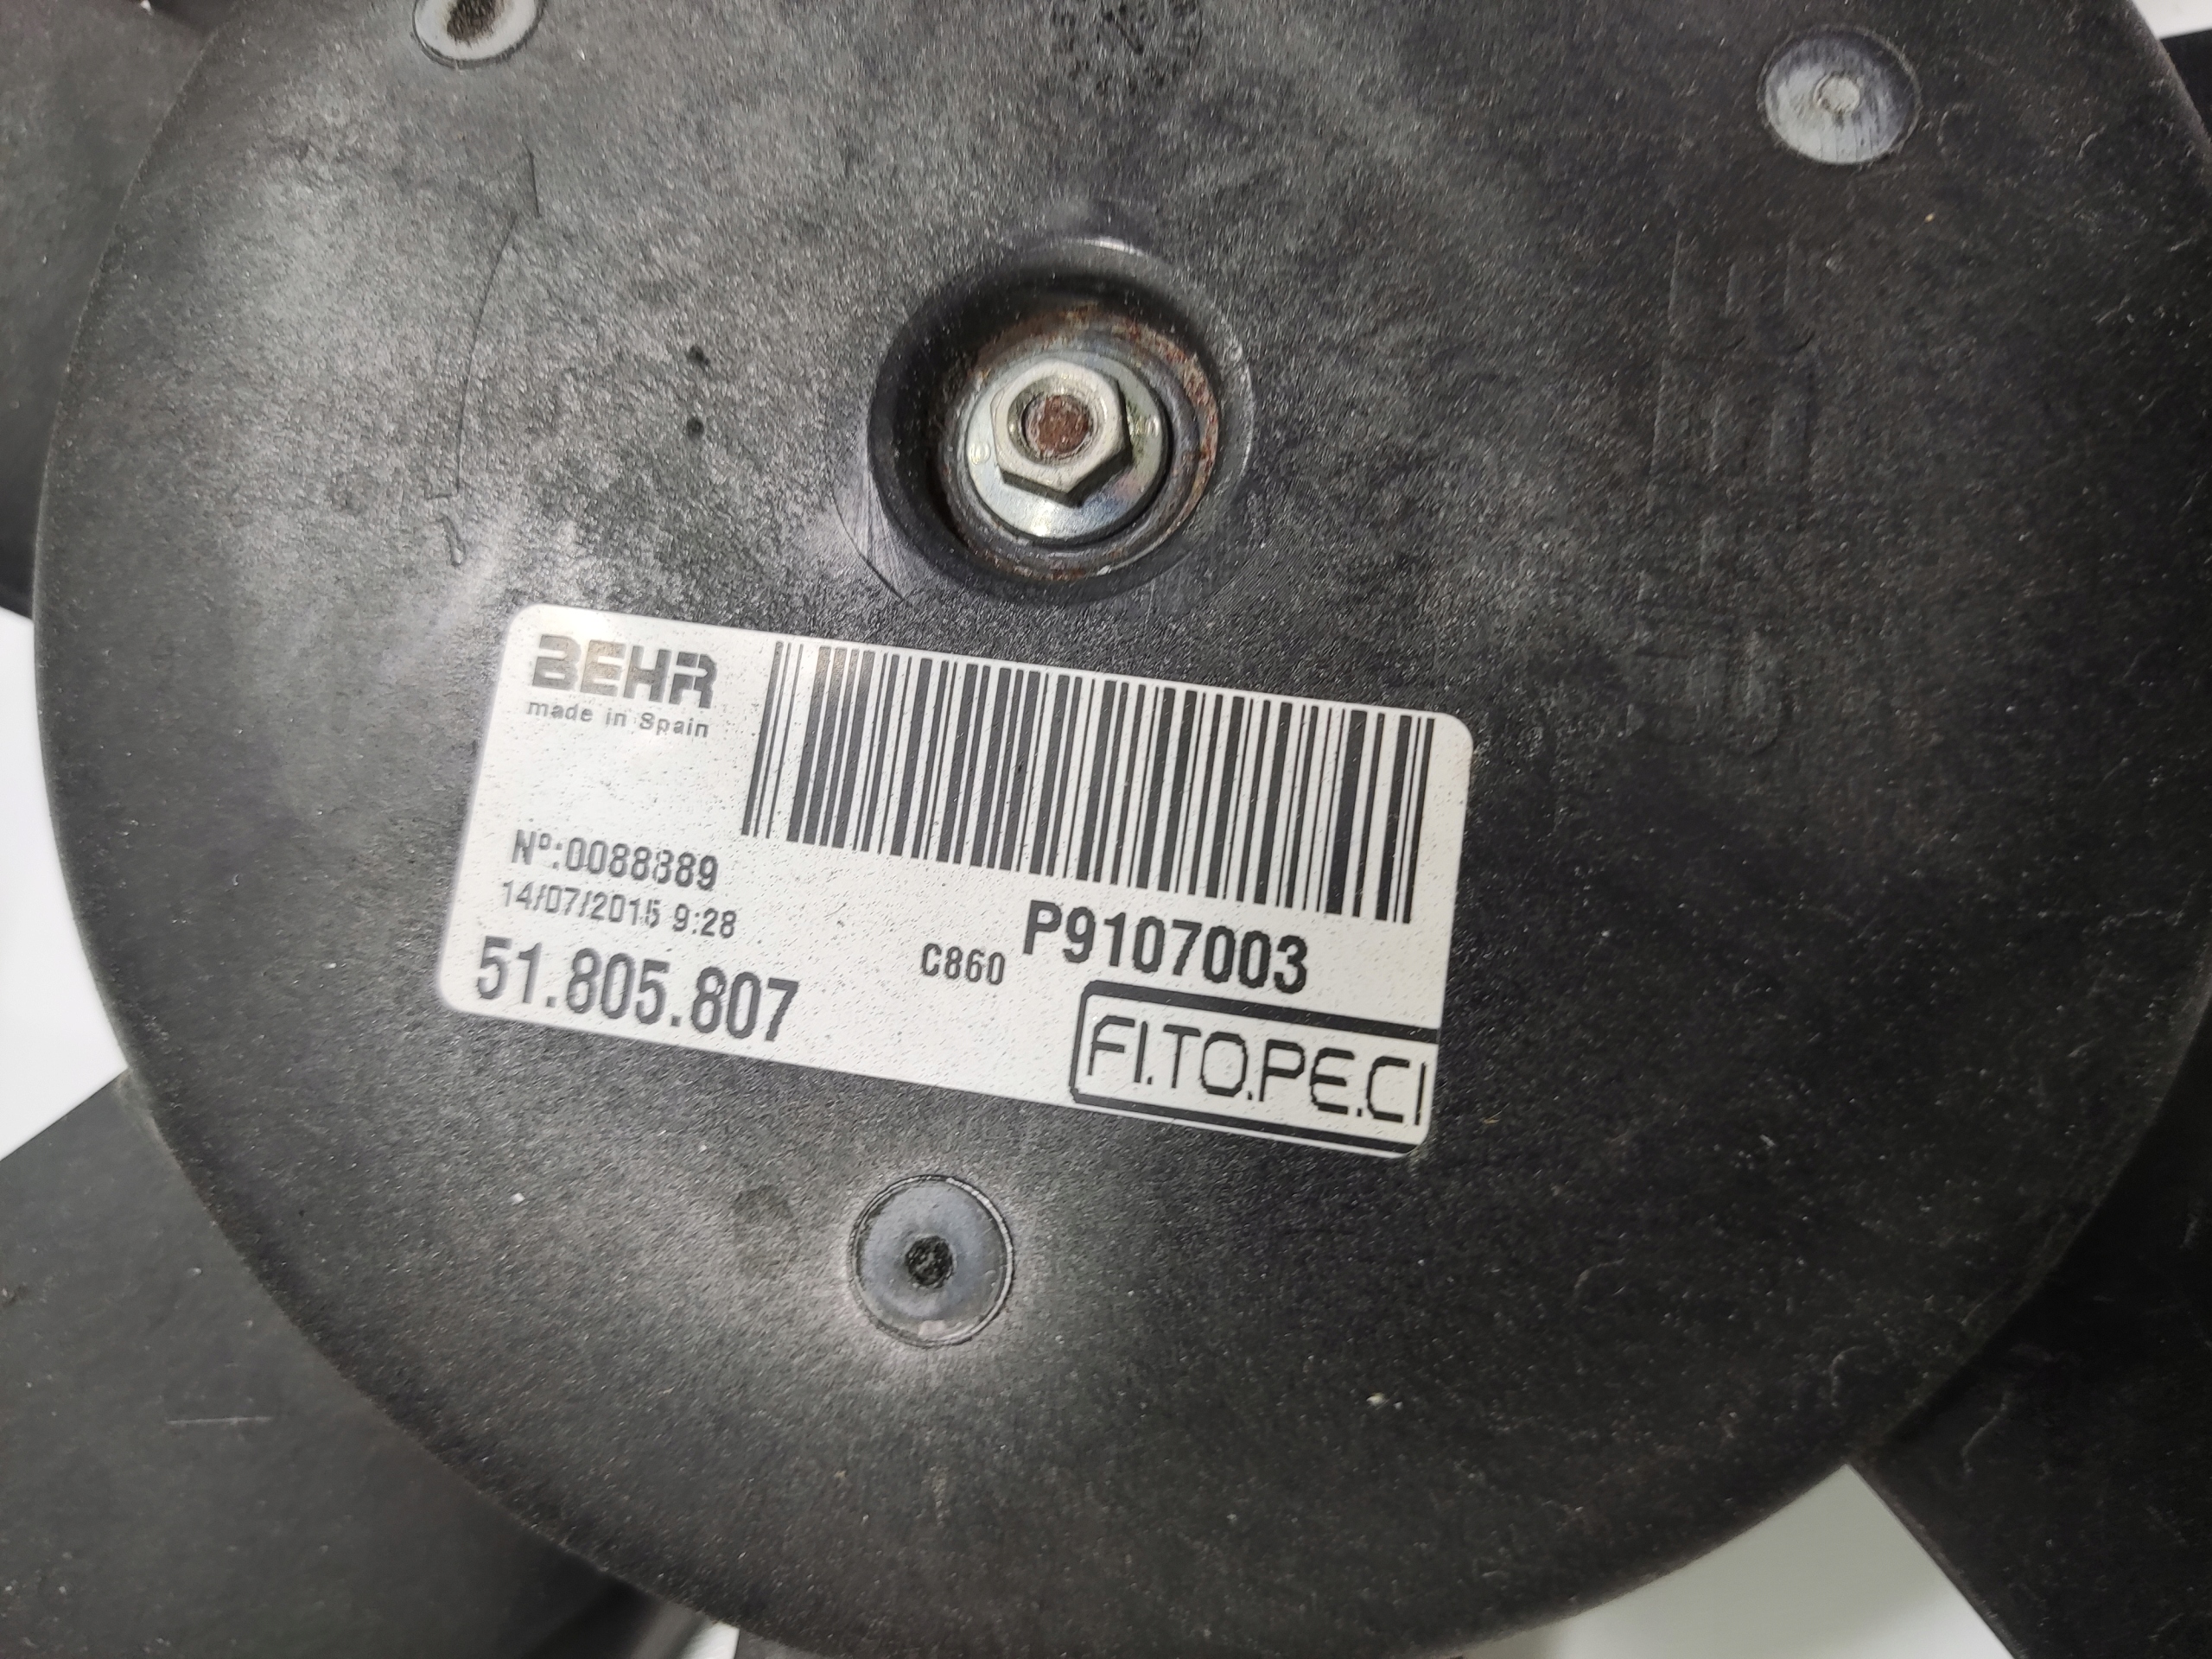 BEHR
made in Spain
Nº:0088889
14/07/2015 9:28
51.805.807
C860
P9107003
FI.TO.PE.CI